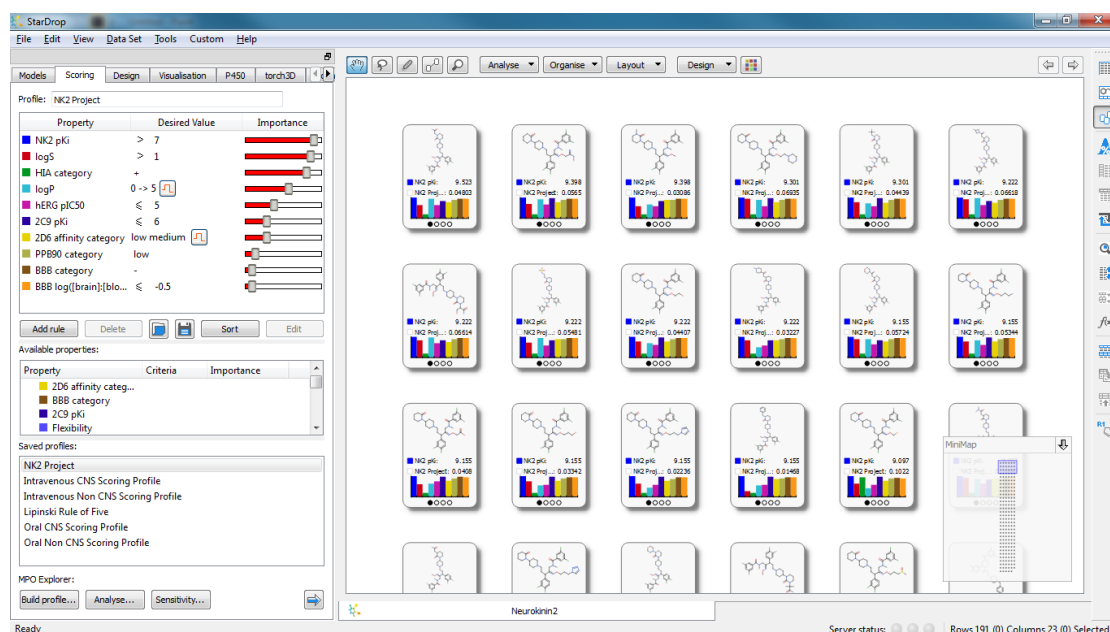 StarDrop
File Edit View Data Set Tools Custom Help
Models Scoring Design Visualisation P450 torch3D
Analyse Organise Layout Design
Profile: NK2 Project
Property Desired Value Importance
NK2 pKi > 7
logS > 1
HIA category +
logP 0 -> 5
hERG pIC50 ≤ 5
2C9 pKi ≤ 6
2D6 affinity category low medium
PPB90 category low
BBB category -
BBB log([brain]:[blo... ≤ -0.5
Add rule Delete Sort Edit
Available properties:
Property Criteria Importance
2D6 affinity categ...
BBB category
2C9 pKi
Flexibility
Saved profiles:
NK2 Project
Intravenous CNS Scoring Profile
Intravenous Non CNS Scoring Profile
Lipinski Rule of Five
Oral CNS Scoring Profile
Oral Non CNS Scoring Profile
MPO Explorer:
Build profile... Analyse... Sensitivity...
NK2 pKi: 9.523 NK2 pKi: 9.398 NK2 pKi: 9.398 NK2 pKi: 9.301 NK2 pKi: 9.301 NK2 pKi: 9.222
NK2 Proj...: 0.04803 NK2 Project: 0.0565 NK2 Proj...: 0.03086 NK2 Proj...: 0.06935 NK2 Proj...: 0.04439 NK2 Proj...: 0.06618
NK2 pKi: 9.222 NK2 pKi: 9.222 NK2 pKi: 9.222 NK2 pKi: 9.222 NK2 pKi: 9.155 NK2 pKi: 9.155
NK2 Proj...: 0.06614 NK2 Proj...: 0.05481 NK2 Proj...: 0.04407 NK2 Proj...: 0.03227 NK2 Proj...: 0.05724 NK2 Proj...: 0.05344
NK2 pKi: 9.155 NK2 pKi: 9.155 NK2 pKi: 9.155 NK2 pKi: 9.155 NK2 pKi: 9.097
NK2 Project: 0.0408 NK2 Proj...: 0.03342 NK2 Proj...: 0.02236 NK2 Proj...: 0.01468 NK2 Project: 0.1022
MiniMap
Neurokinin2
Ready
Server status: Rows 191 (0) Columns 23 (0) Selected